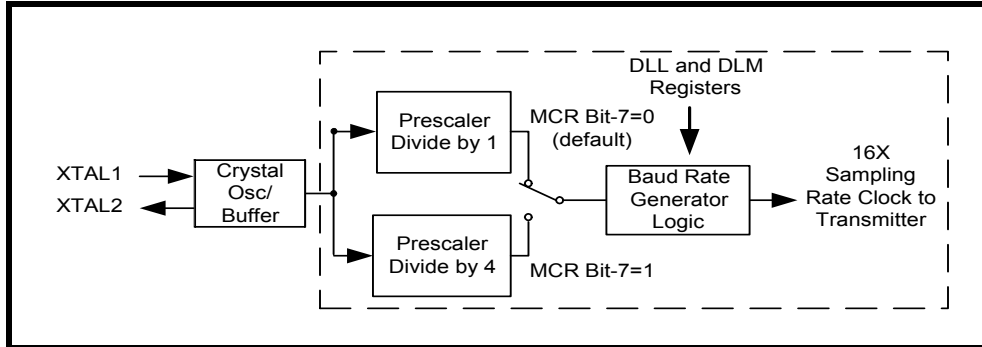 XTAL1
XTAL2
Crystal
Osc/
Buffer
Prescaler
Divide by 1
Prescaler
Divide by 4
MCR Bit-7=0
(default)
MCR Bit-7=1
DLL and DLM
Registers
Baud Rate
Generator
Logic
16X
Sampling
Rate Clock to
Transmitter